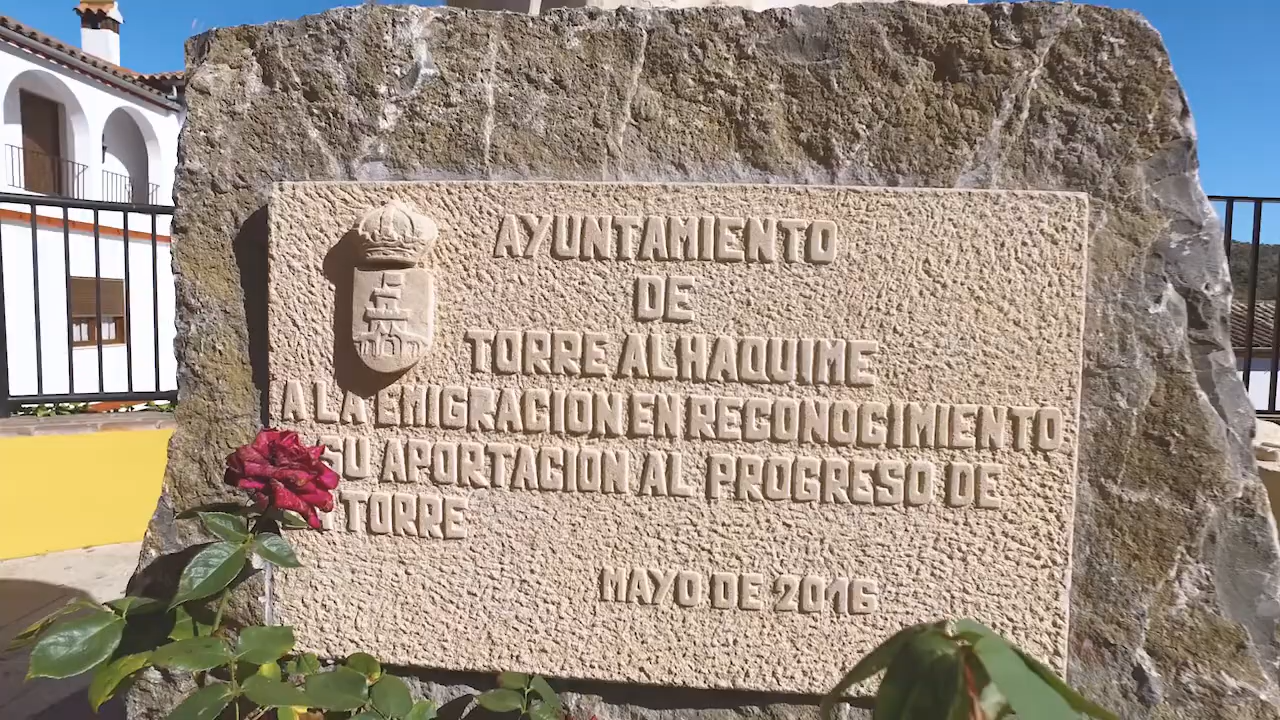 AYUNTAMIENTO
DE
TORRE ALHAQUIME
A LA EMIGRACION EN RECONOCIMIENTO
SU APORTACION AL PROGRESO DE
TORRE
MAYO DE 2016